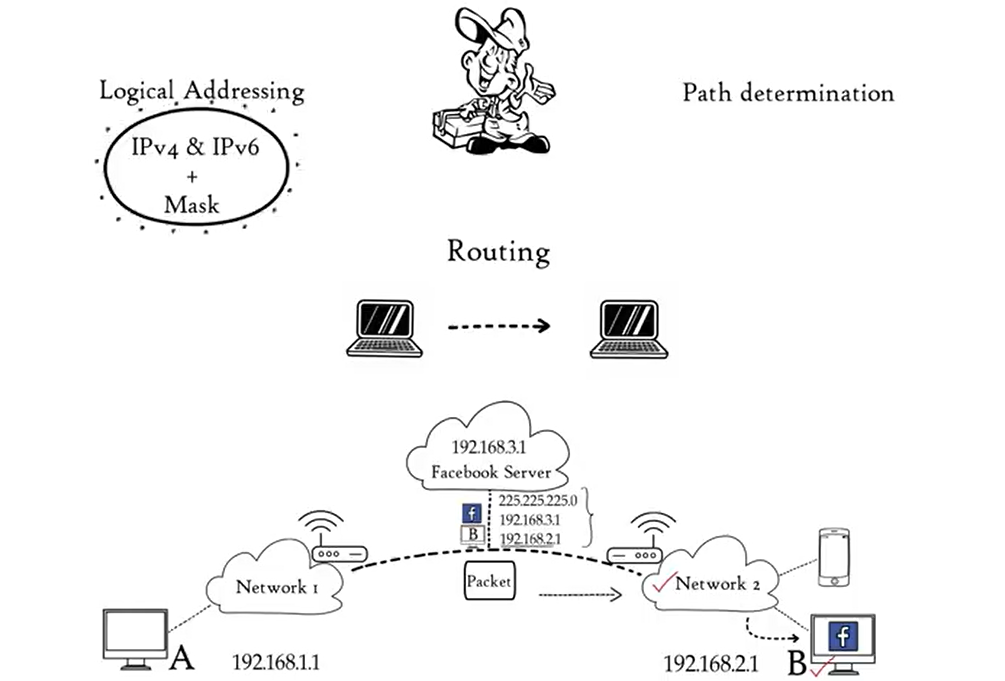 Logical Addressing
IPv4 & IPv6
+
Mask
Path determination
Routing
192.168.3.1
Facebook Server
225.225.225.0
f
192.168.3.1
B
192.168.2.1
Network 1
Packet
Network 2
f
A
192.168.1.1
192.168.2.1
B